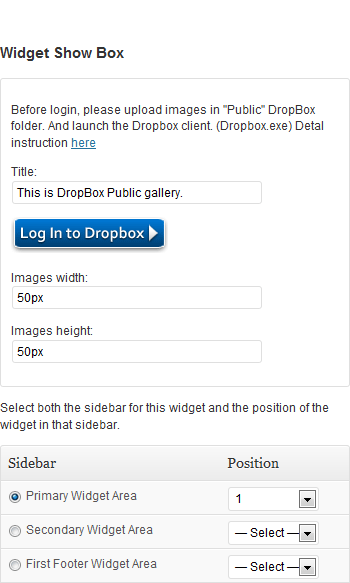 Widget Show Box
Before login, please upload images in "Public" DropBox
folder. And launch the Dropbox client. (Dropbox.exe) Detal
instruction here
Title:
This is DropBox Public gallery.
Log In to Dropbox
Images width:
50px
Images height:
50px
Select both the sidebar for this widget and the position of the
widget in that sidebar.
Sidebar Position
Primary Widget Area 1
Secondary Widget Area — Select —
First Footer Widget Area — Select —